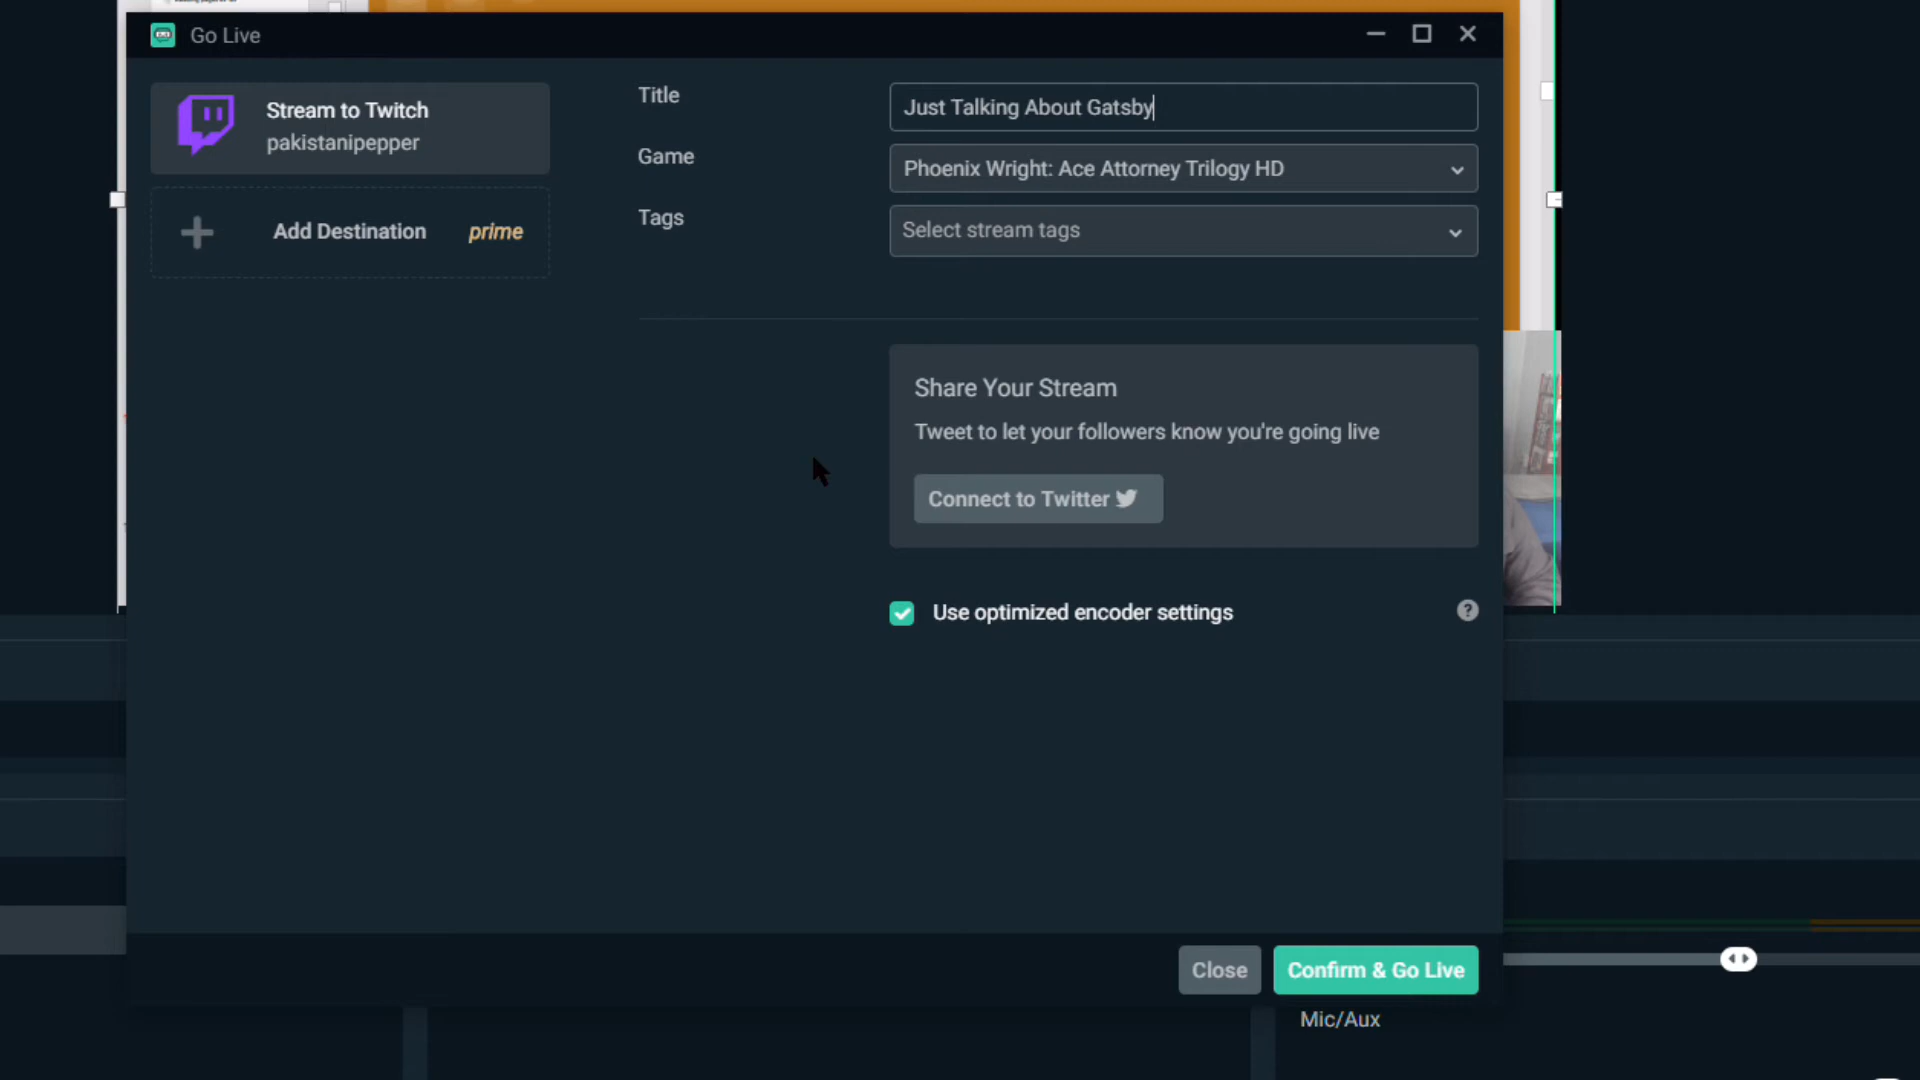 Go Live
Stream to Twitch
pakistanipepper
Add Destination prime
Title
Just Talking About Gatsby
Game
Phoenix Wright: Ace Attorney Trilogy HD
Tags
Select stream tags
Share Your Stream
Tweet to let your followers know you're going live
Connect to Twitter
Use optimized encoder settings
?
Close
Confirm & Go Live
Mic/Aux